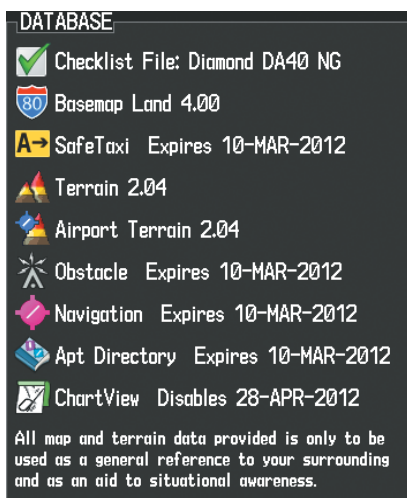 DATABASE
Checklist File: Diamond DA40 NG
80 Basemap Land 4.00
A→ SafeTaxi Expires 10-MAR-2012
Terrain 2.04
Airport Terrain 2.04
Obstacle Expires 10-MAR-2012
Navigation Expires 10-MAR-2012
Apt Directory Expires 10-MAR-2012
ChartView Disables 28-APR-2012
All map and terrain data provided is only to be
used as a general reference to your surrounding
and as an aid to situational awareness.